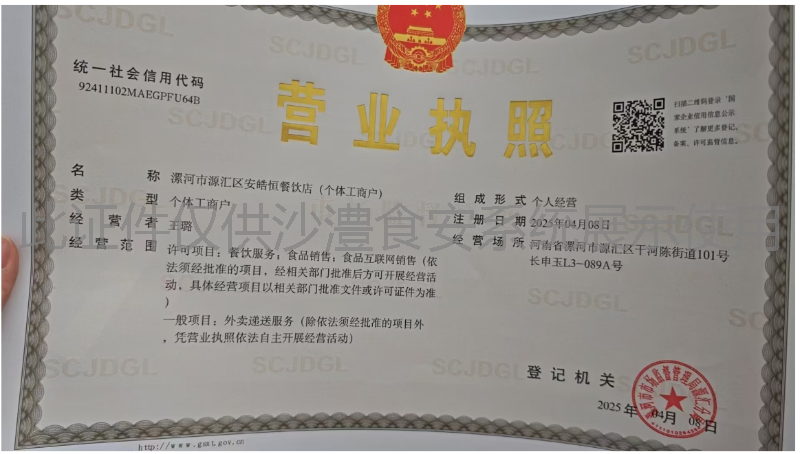 营业执照
统一社会信用代码
92411102MAEGPFU64B
扫描二维码登录'国
家企业信用信息公示
系统'了解更多登记、
备案、许可监管信息。
名称 漯河市源汇区安皓恒餐饮店（个体工商户）
类型 个体工商户
经营者 王璐
经营范围 许可项目：餐饮服务；食品销售；食品互联网销售（依
法须经批准的项目，经相关部门批准后方可开展经营活
动，具体经营项目以相关部门批准文件或许可证件为准
）
一般项目：外卖递送服务（除依法须经批准的项目外
，凭营业执照依法自主开展经营活动）
组成形式 个人经营
注册日期 2025年04月08日
经营场所 河南省漯河市源汇区干河陈街道101号
长申玉L3-089A号
此证件仅供沙澧食安系统展示使用
登记机关
2025年04月08日
http://www.gsxt.gov.cn
SCJDGL